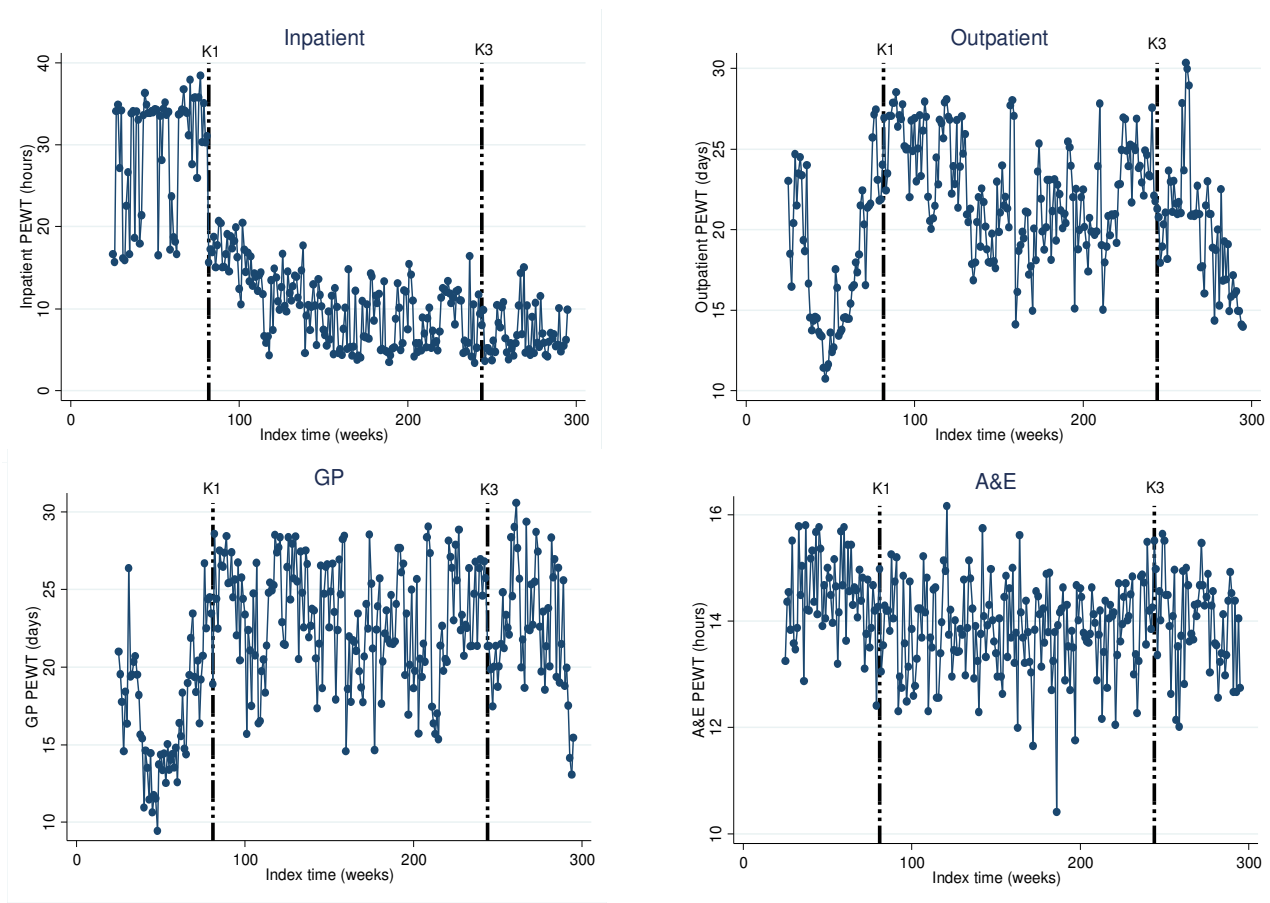 Inpatient
K1
K3
Inpatient PEWT (hours)
40
30
20
10
0
0
100
200
300
Index time (weeks)
Outpatient
K1
K3
Outpatient PEWT (days)
30
25
20
15
10
0
100
200
300
Index time (weeks)
GP
K1
K3
GP PEWT (days)
30
25
20
15
10
0
100
200
300
Index time (weeks)
A&E
K1
K3
A&E PEWT (hours)
16
14
12
10
0
100
200
300
Index time (weeks)